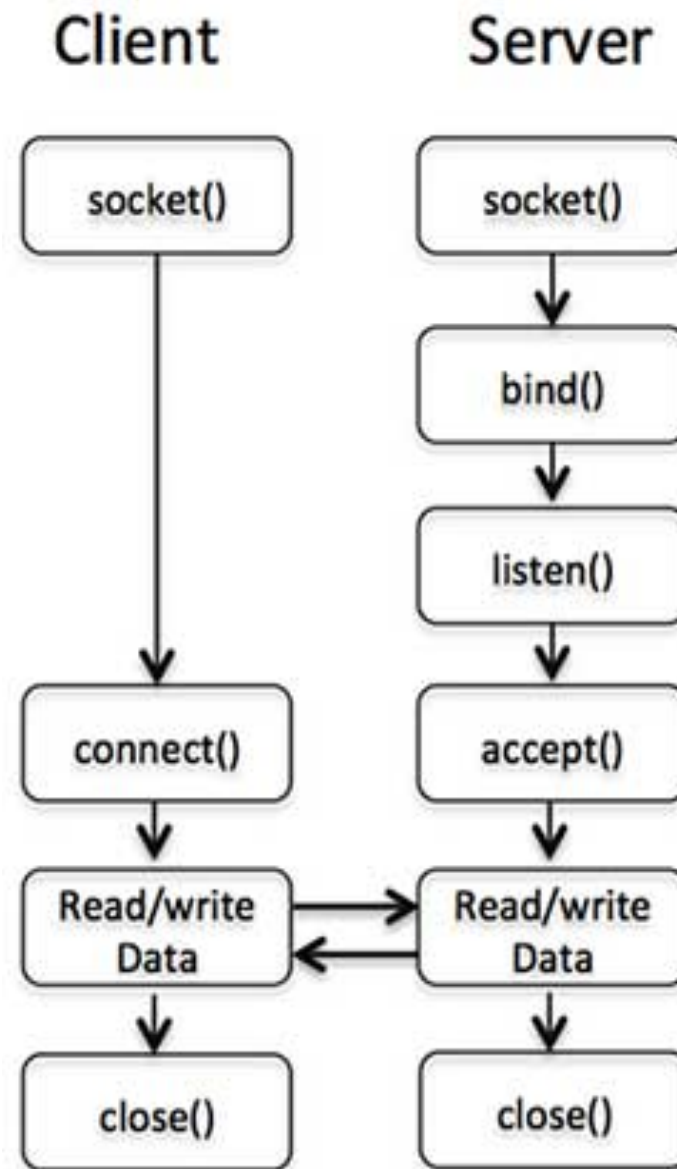 Client
Server
socket()
socket()
bind()
listen()
connect()
accept()
Read/write
Data
Read/write
Data
close()
close()